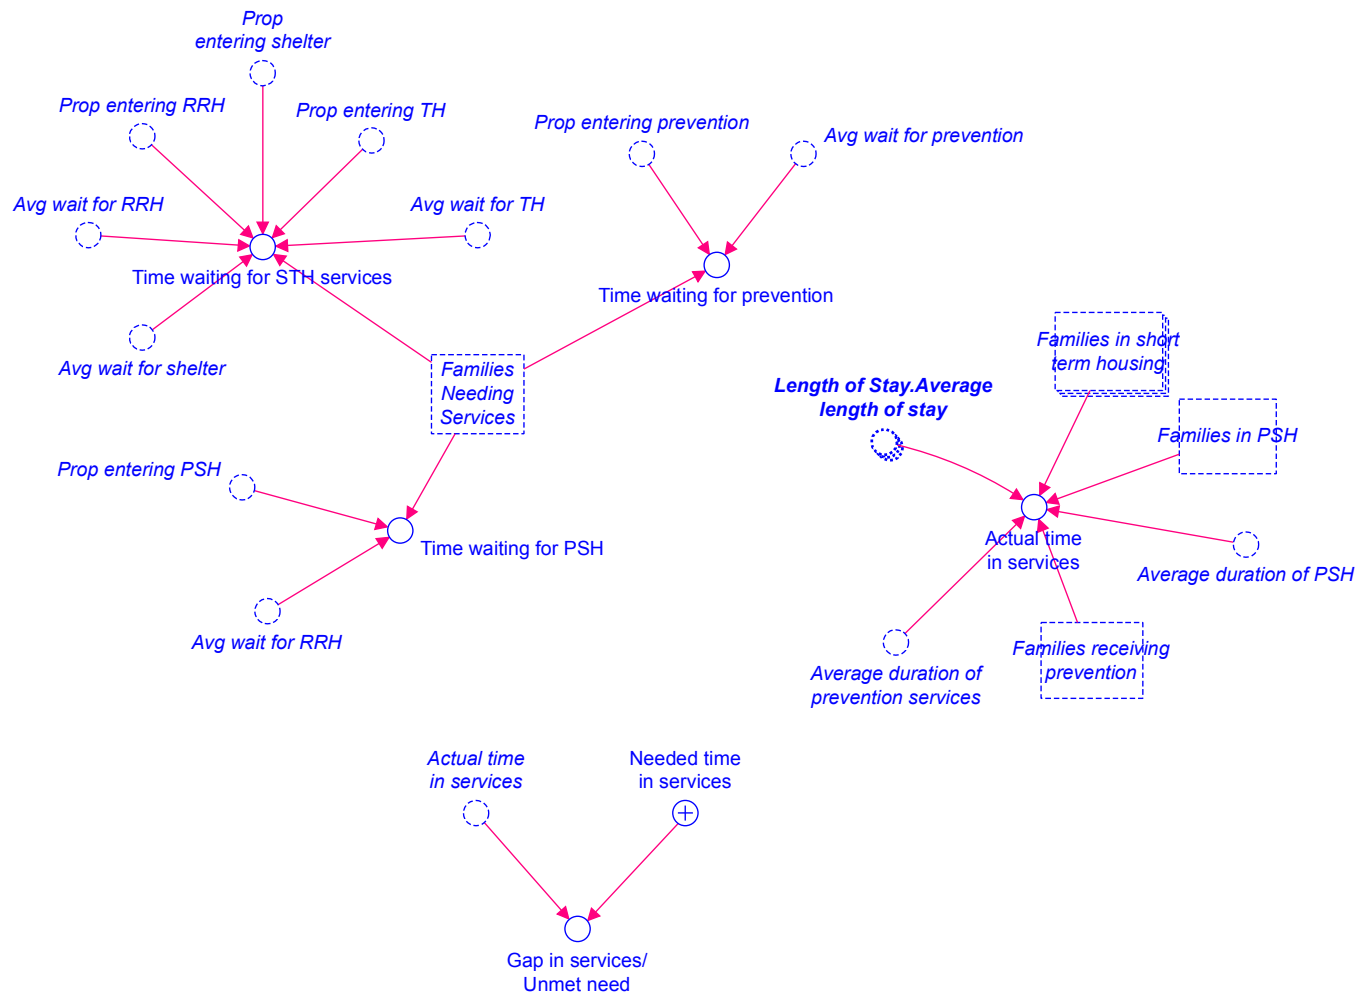 Prop
entering shelter
Prop entering RRH
Prop entering TH
Prop entering prevention
Avg wait for prevention
Avg wait for RRH
Avg wait for TH
Time waiting for STH services
Time waiting for prevention
Avg wait for shelter
Families
Needing
Services
Families in short
term housing
Length of Stay.Average
length of stay
Families in PSH
Prop entering PSH
Time waiting for PSH
Actual time
in services
Average duration of PSH
Avg wait for RRH
Average duration of
prevention services
Families receiving
prevention
Actual time
in services
Needed time
in services
Gap in services/
Unmet need